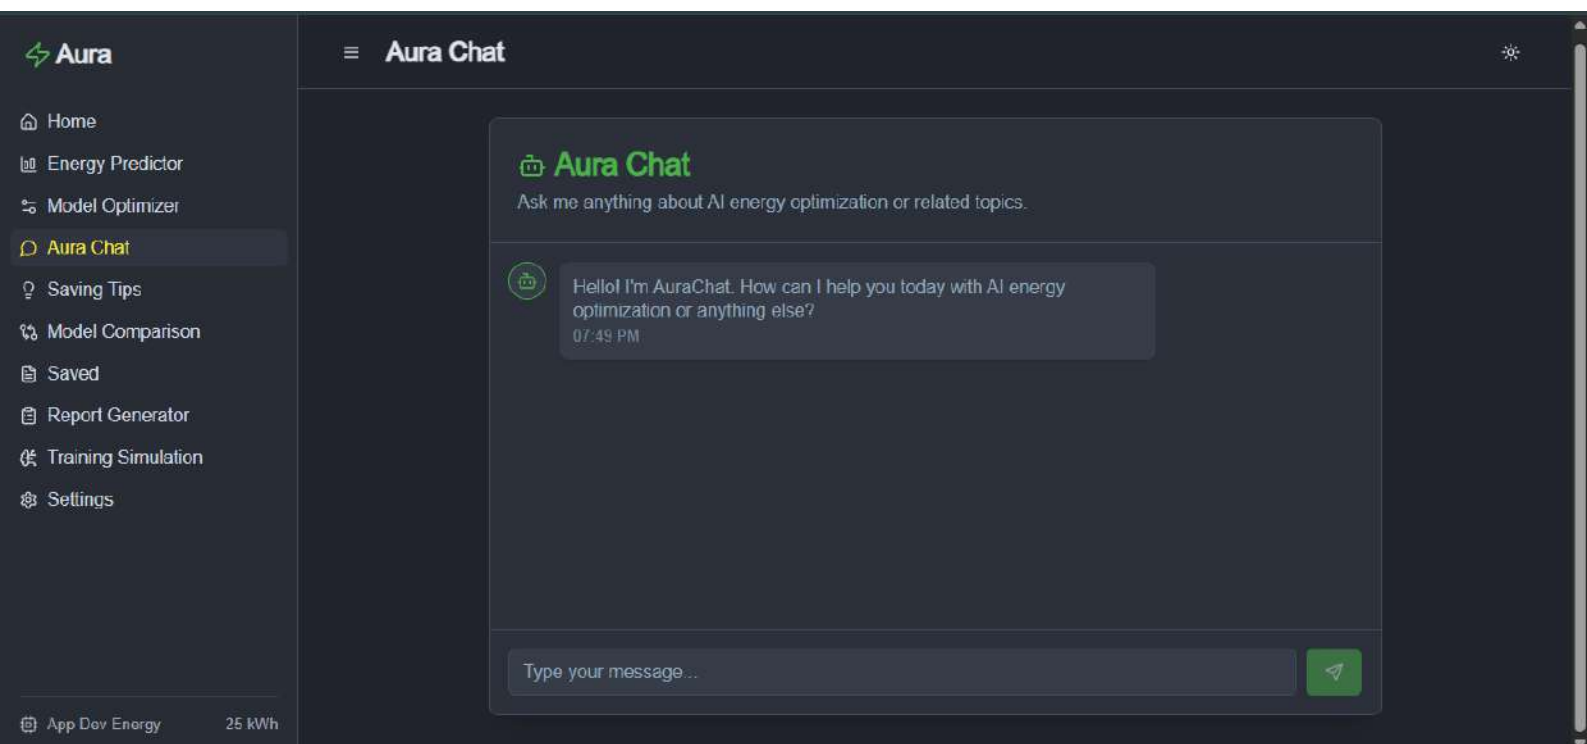 Aura
Home
Energy Predictor
Model Optimizer
Aura Chat
Saving Tips
Model Comparison
Saved
Report Generator
Training Simulation
Settings
App Dev Energy 25 kWh
Aura Chat
Aura Chat
Ask me anything about AI energy optimization or related topics.
Hello! I'm AuraChat. How can I help you today with AI energy
optimization or anything else?
07:49 PM
Type your message...